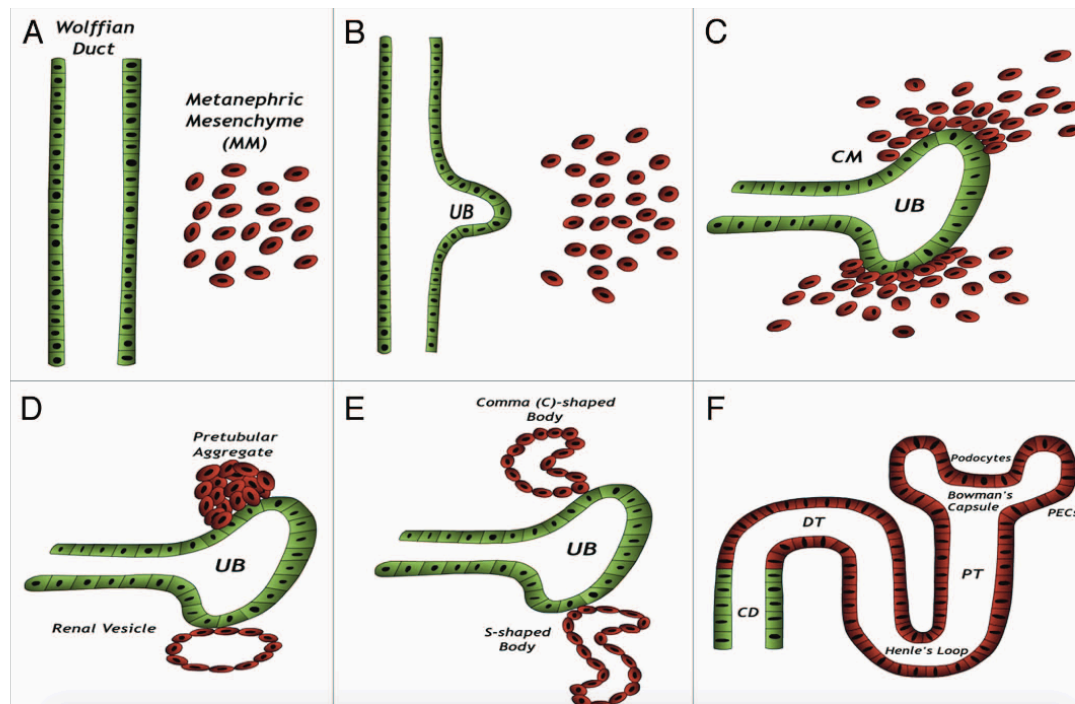 A
Wolffian
Duct
Metanephric
Mesenchyme
(MM)
B
UB
C
CM
UB
D
Pretubular
Aggregate
UB
Renal Vesicle
E
Comma (C)-shaped
Body
UB
S-shaped
Body
F
Podocytes
Bowman's
Capsule
PECs
DT
PT
CD
Henle's Loop